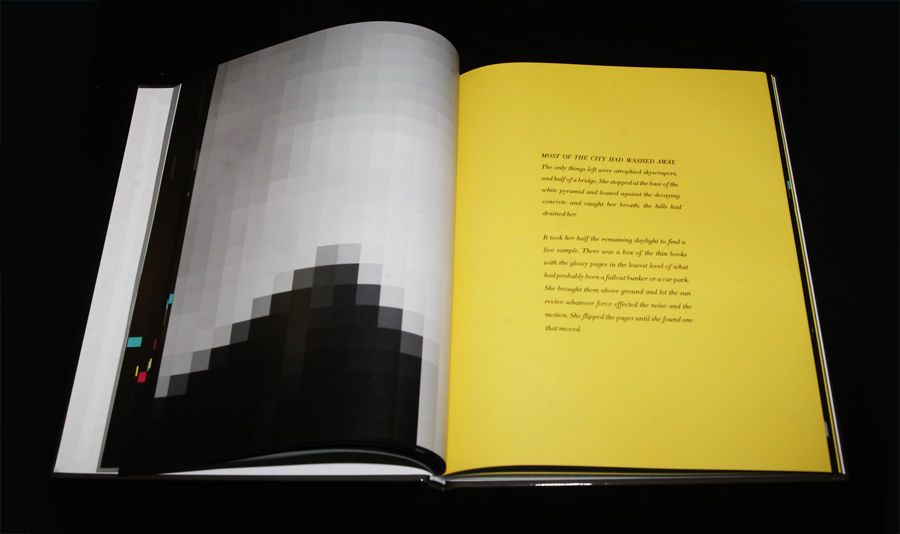 MOST OF THE CITY HAD WASHED AWAY
The only things left were atrophied skyscrapers,
and half of a bridge. She stopped at the base of the
white pyramid and leaned against the decaying
concrete and caught her breath; the hills had
drained her.
It took her half the remaining daylight to find a
live sample. There was a box of the thin books
with the glossy pages in the lowest level of what
had probably been a fallout bunker or a car park.
She brought them above ground and let the sun
revive whatever force effected the noise and the
motion. She flipped the pages until she found one
that moved.